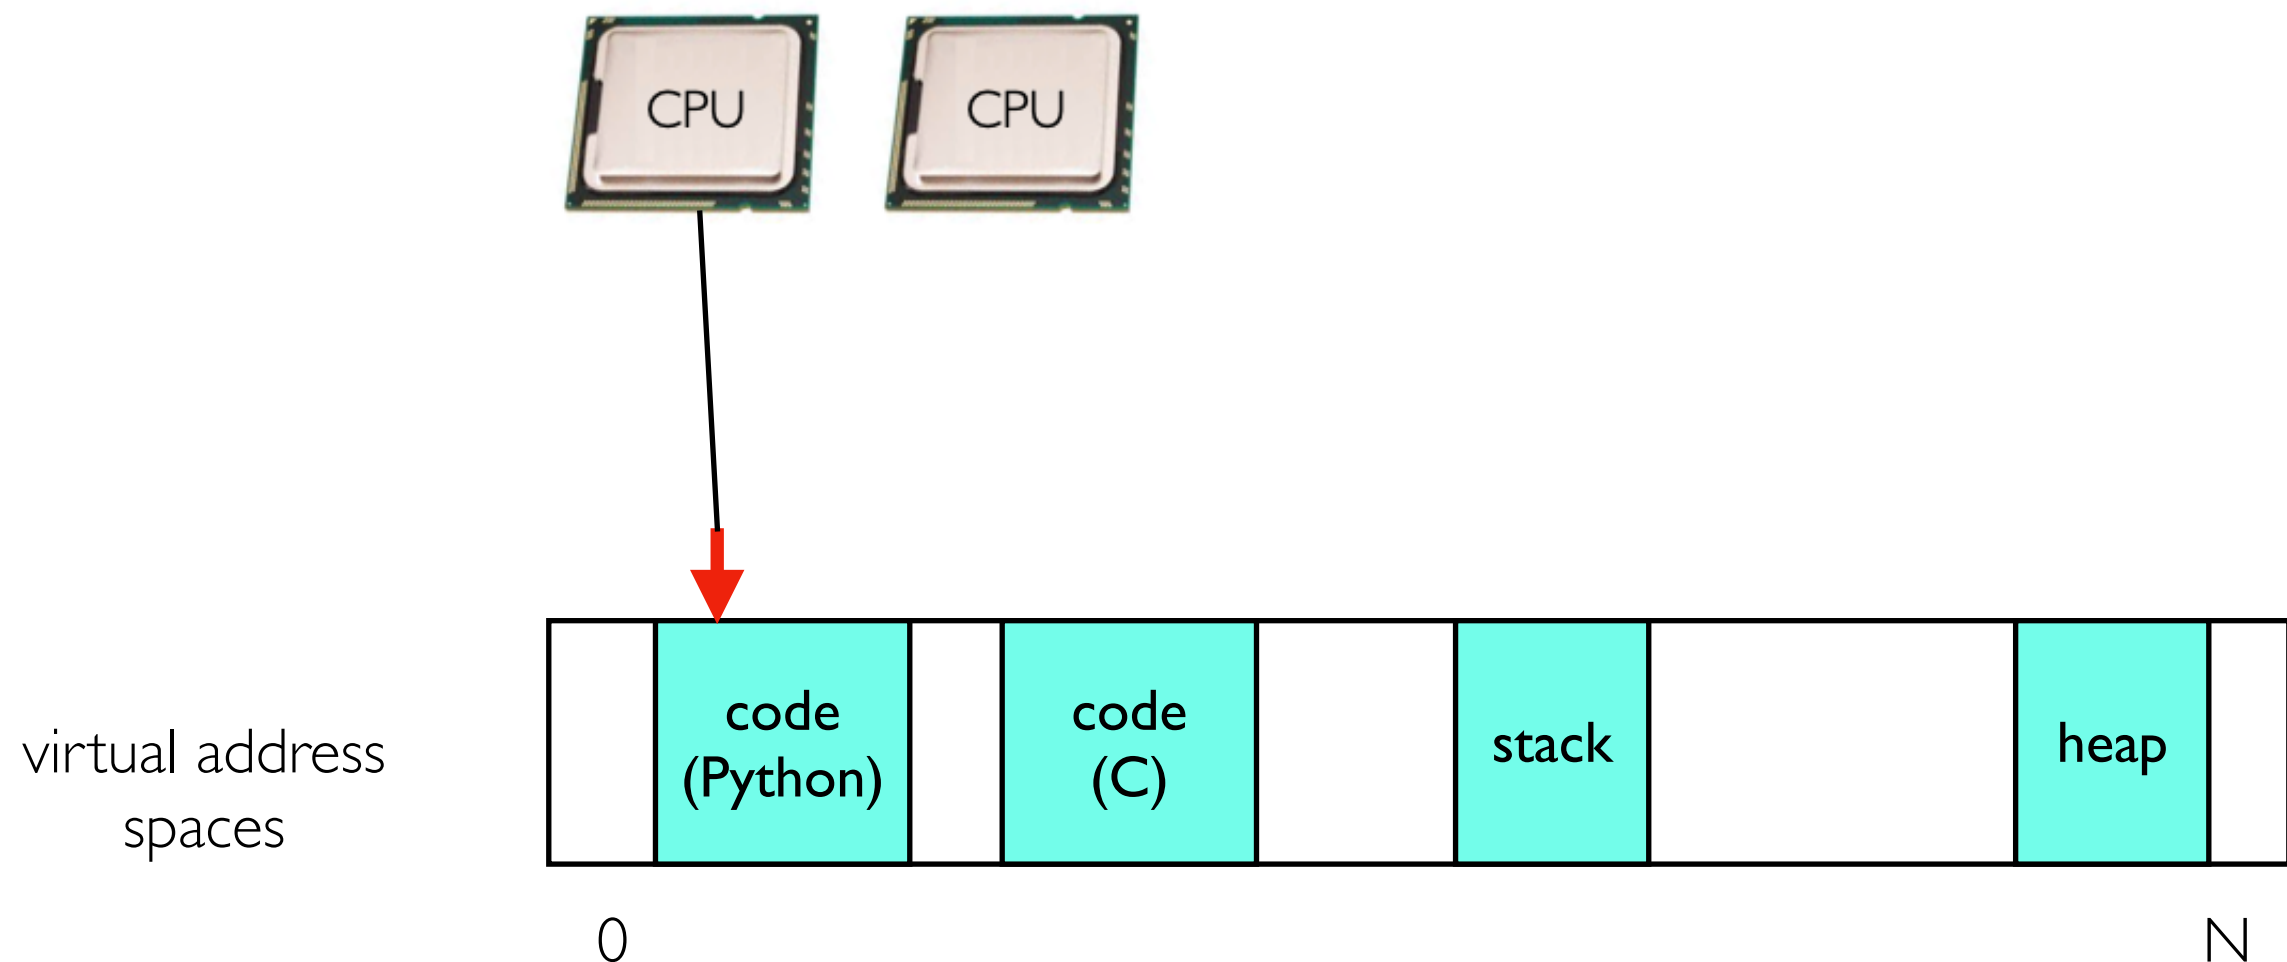 CPU
CPU
code
(Python)
code
(C)
stack
heap
virtual address
spaces
0
N